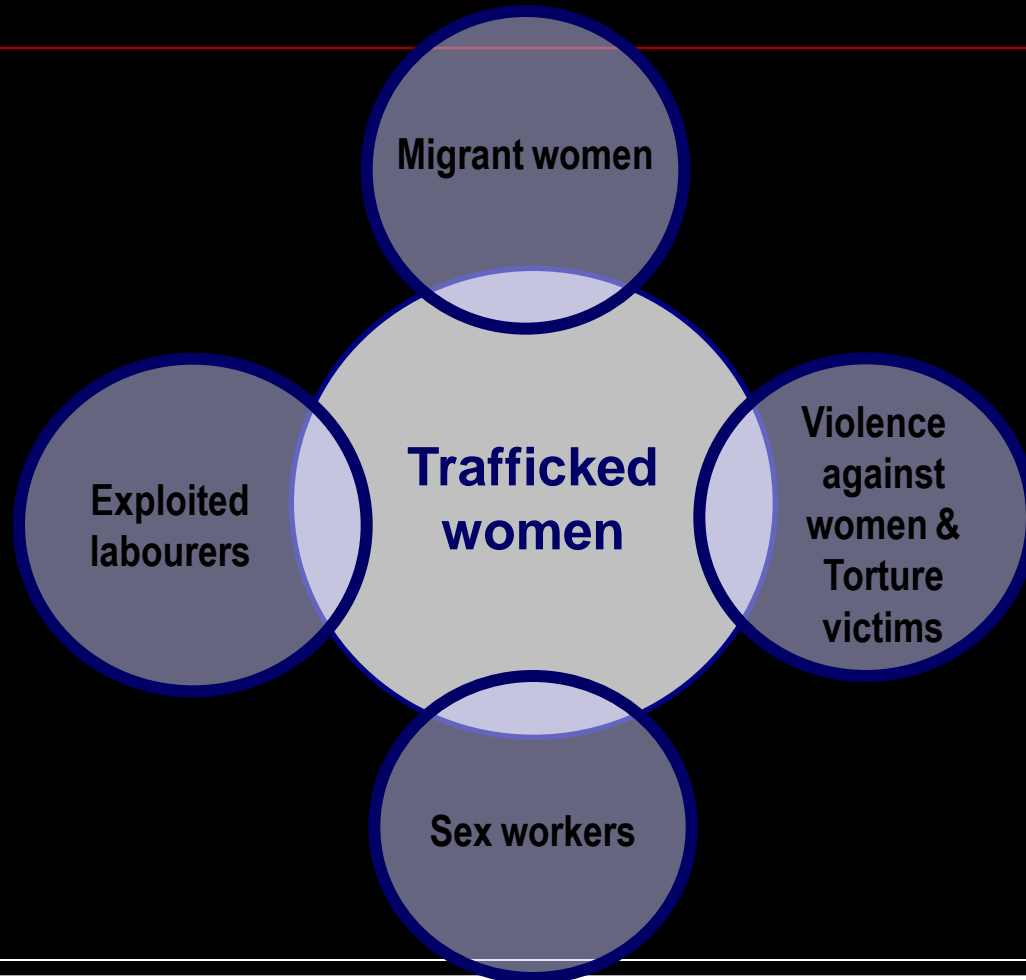 Migrant women
Trafficked
women
Exploited
labourers
Violence
against
women &
Torture
victims
Sex workers